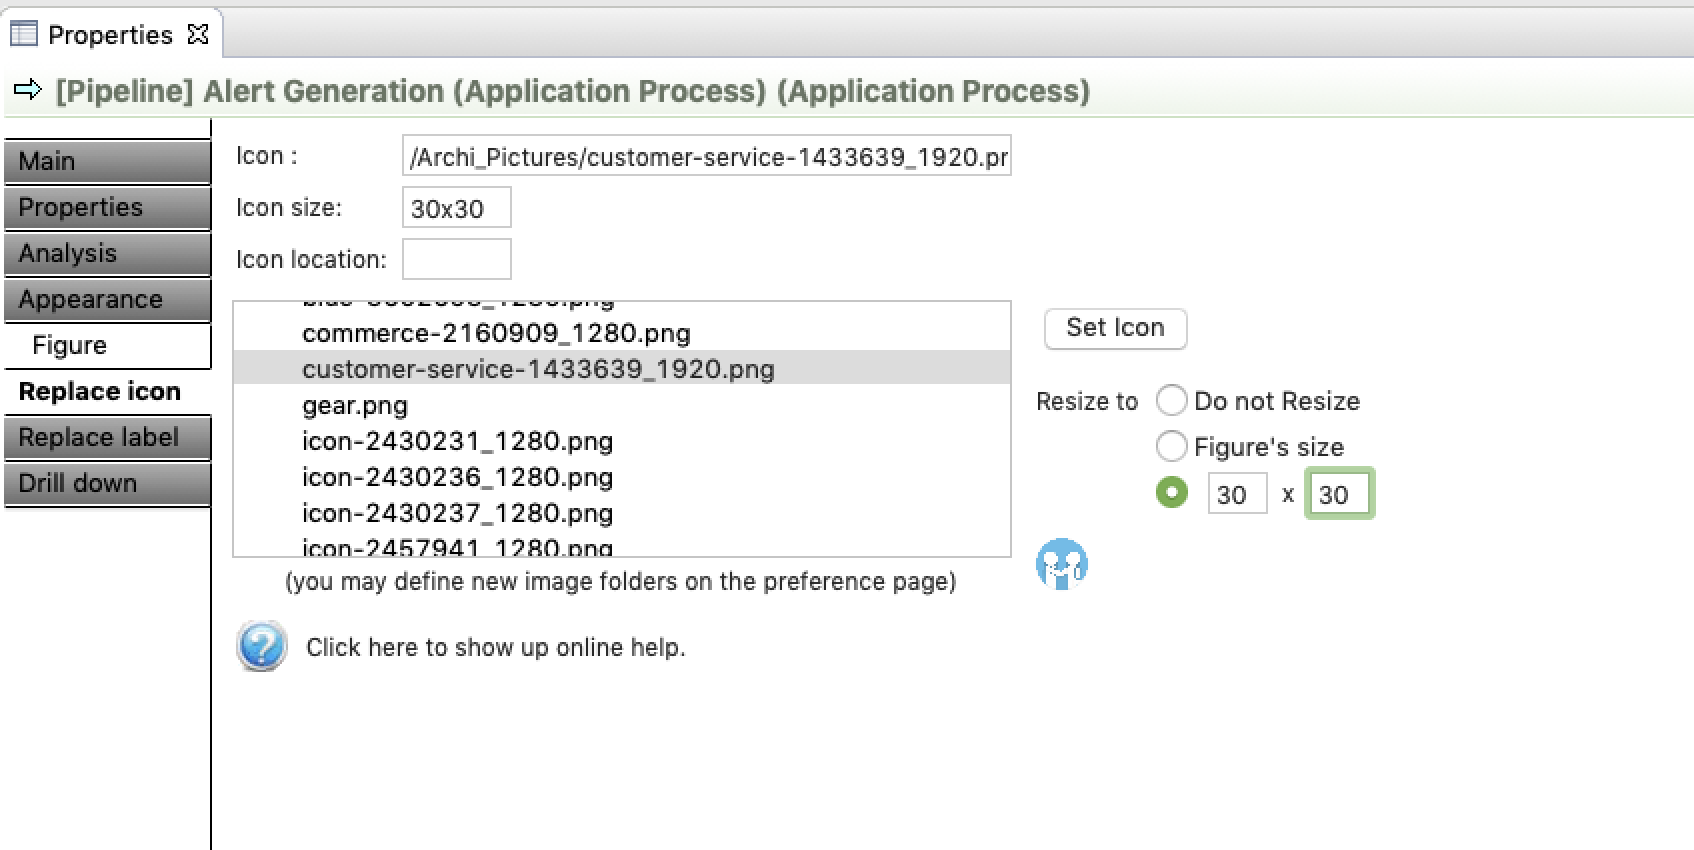 Properties
[Pipeline] Alert Generation (Application Process) (Application Process)
Main
Properties
Analysis
Appearance
Figure
Replace icon
Replace label
Drill down
Icon : /Archi_Pictures/customer-service-1433639_1920.pr
Icon size: 30x30
Icon location:
commerce-2160909_1280.png
customer-service-1433639_1920.png
gear.png
icon-2430231_1280.png
icon-2430236_1280.png
icon-2430237_1280.png
icon-2457941_1280.png
(you may define new image folders on the preference page)
Set Icon
Resize to Do not Resize
Figure's size
30 x 30
Click here to show up online help.